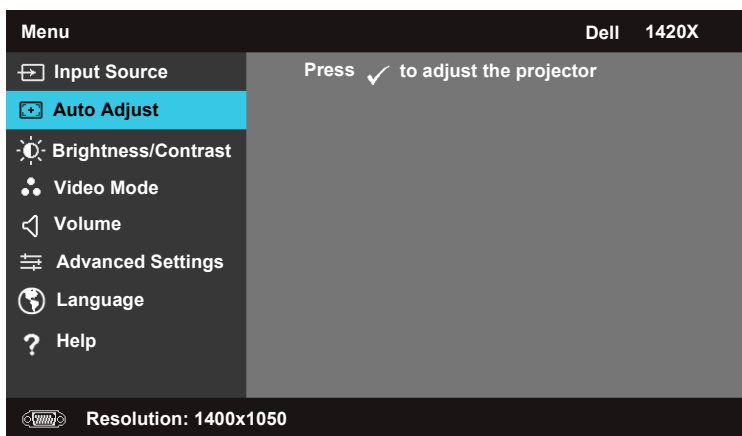 Menu Dell 1420X
Input Source
Press ✓ to adjust the projector
Auto Adjust
Brightness/Contrast
Video Mode
Volume
Advanced Settings
Language
? Help
Resolution: 1400x1050